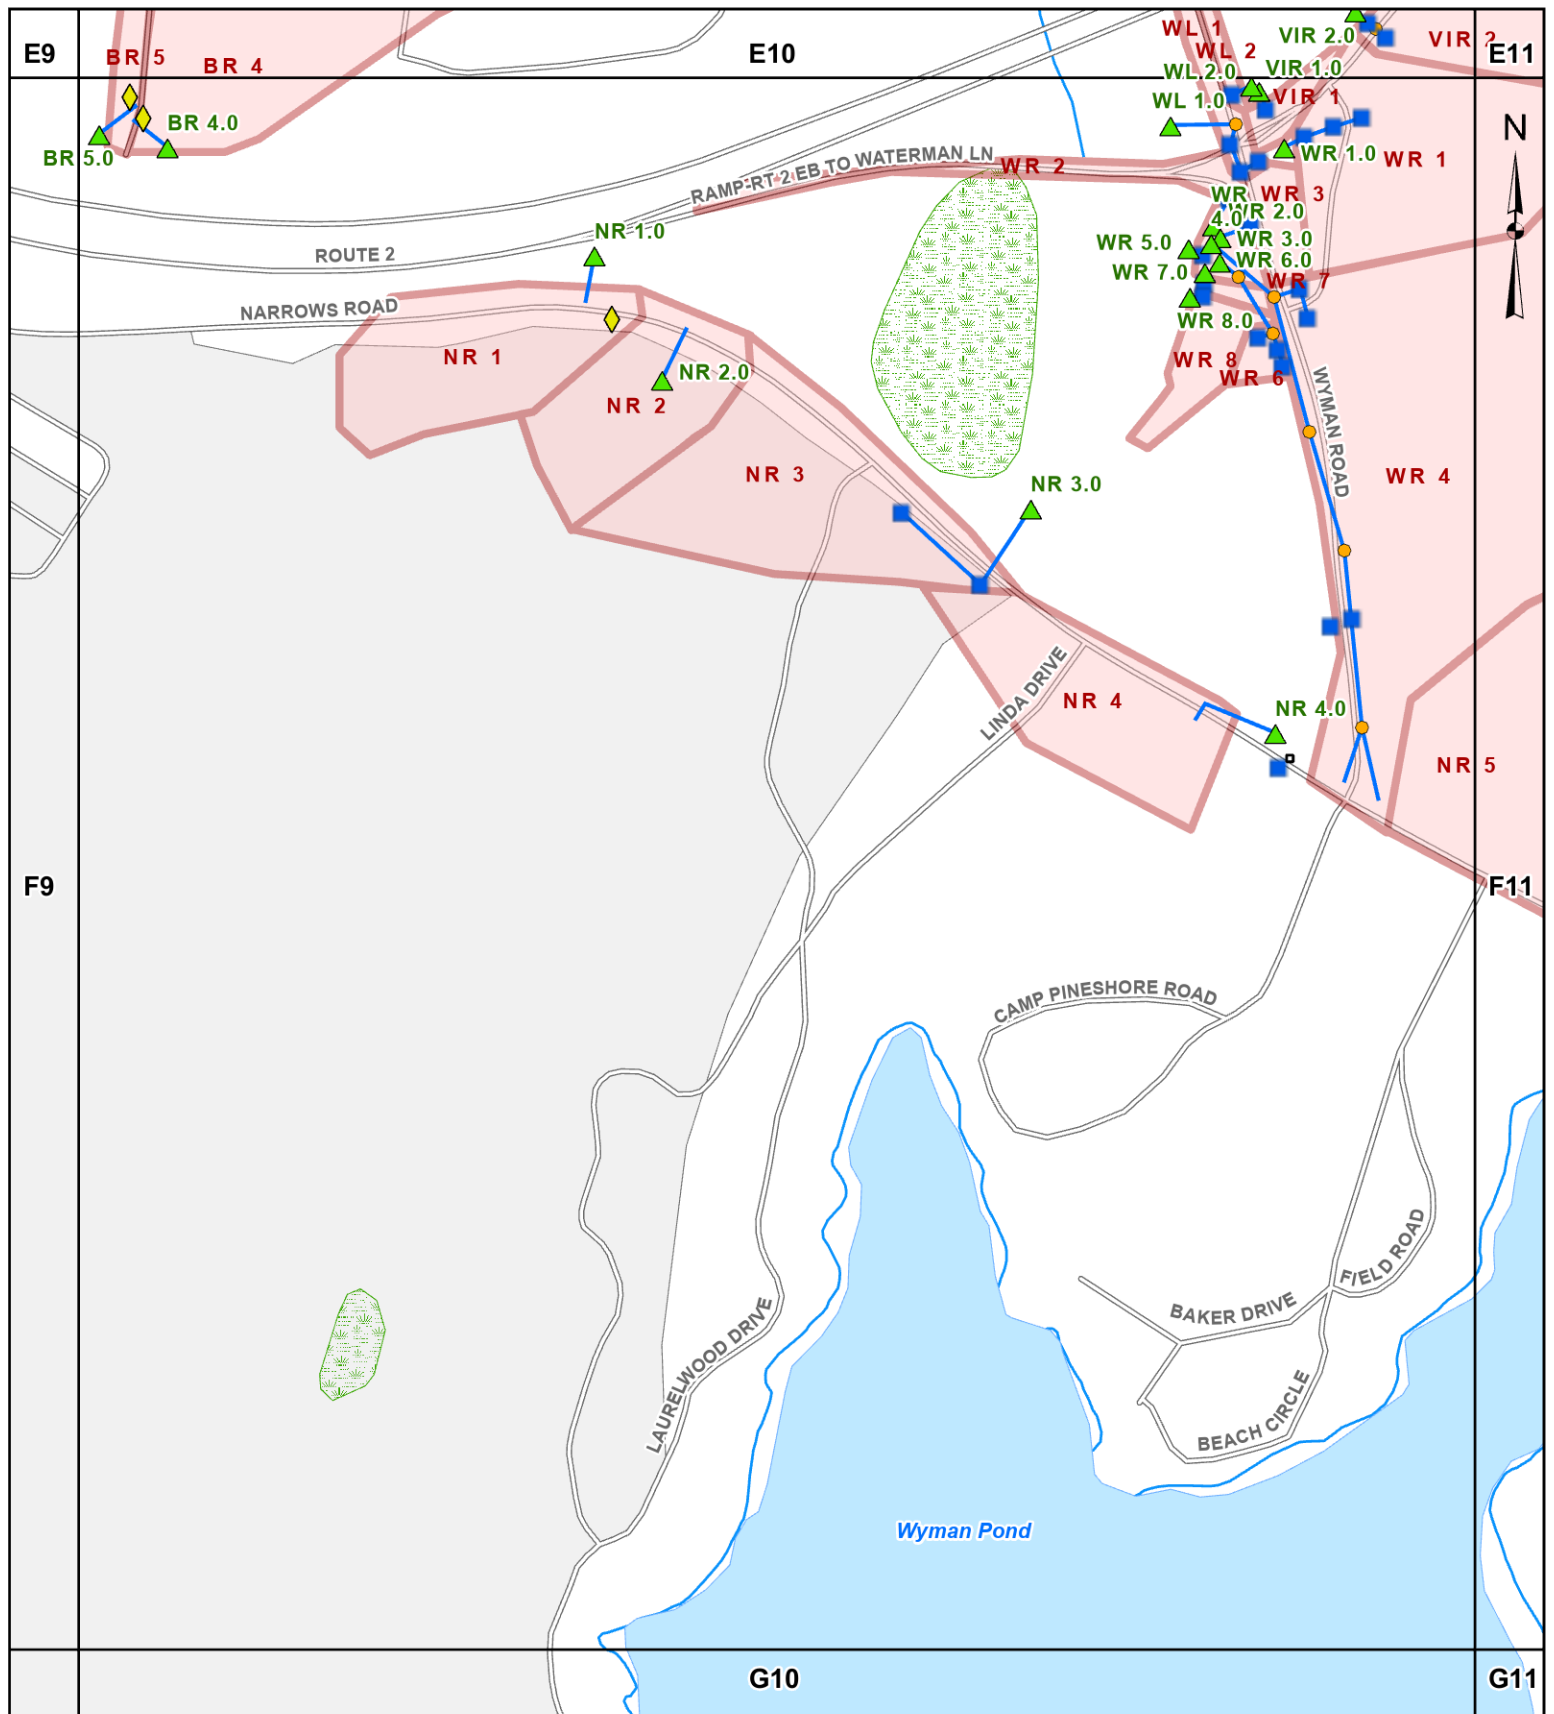 E9
BR 5
BR 4
E10
WL 1
WL 2
VIR 2.0
VIR 2
E11
WL 2.0
VIR 1.0
WL 1.0
VIR 1
BR 4.0
BR 5.0
N
RAMP-RT 2 EB TO WATERMAN LN
WR 2
WR 1.0
WR 1
WR 3
WR
4.0
WR 2.0
NR 1.0
WR 5.0
WR 3.0
ROUTE 2
WR 7.0
WR 6.0
WR 7
NARROWS ROAD
WR 8.0
NR 1
WR 8
NR 2.0
WR 6
NR 2
WYMAN ROAD
NR 3
WR 4
NR 3.0
LINDA DRIVE
NR 4
NR 4.0
NR 5
F9
F11
CAMP PINESHORE ROAD
FIELD ROAD
BAKER DRIVE
LAURELWOOD DRIVE
BEACH CIRCLE
Wyman Pond
G10
G11